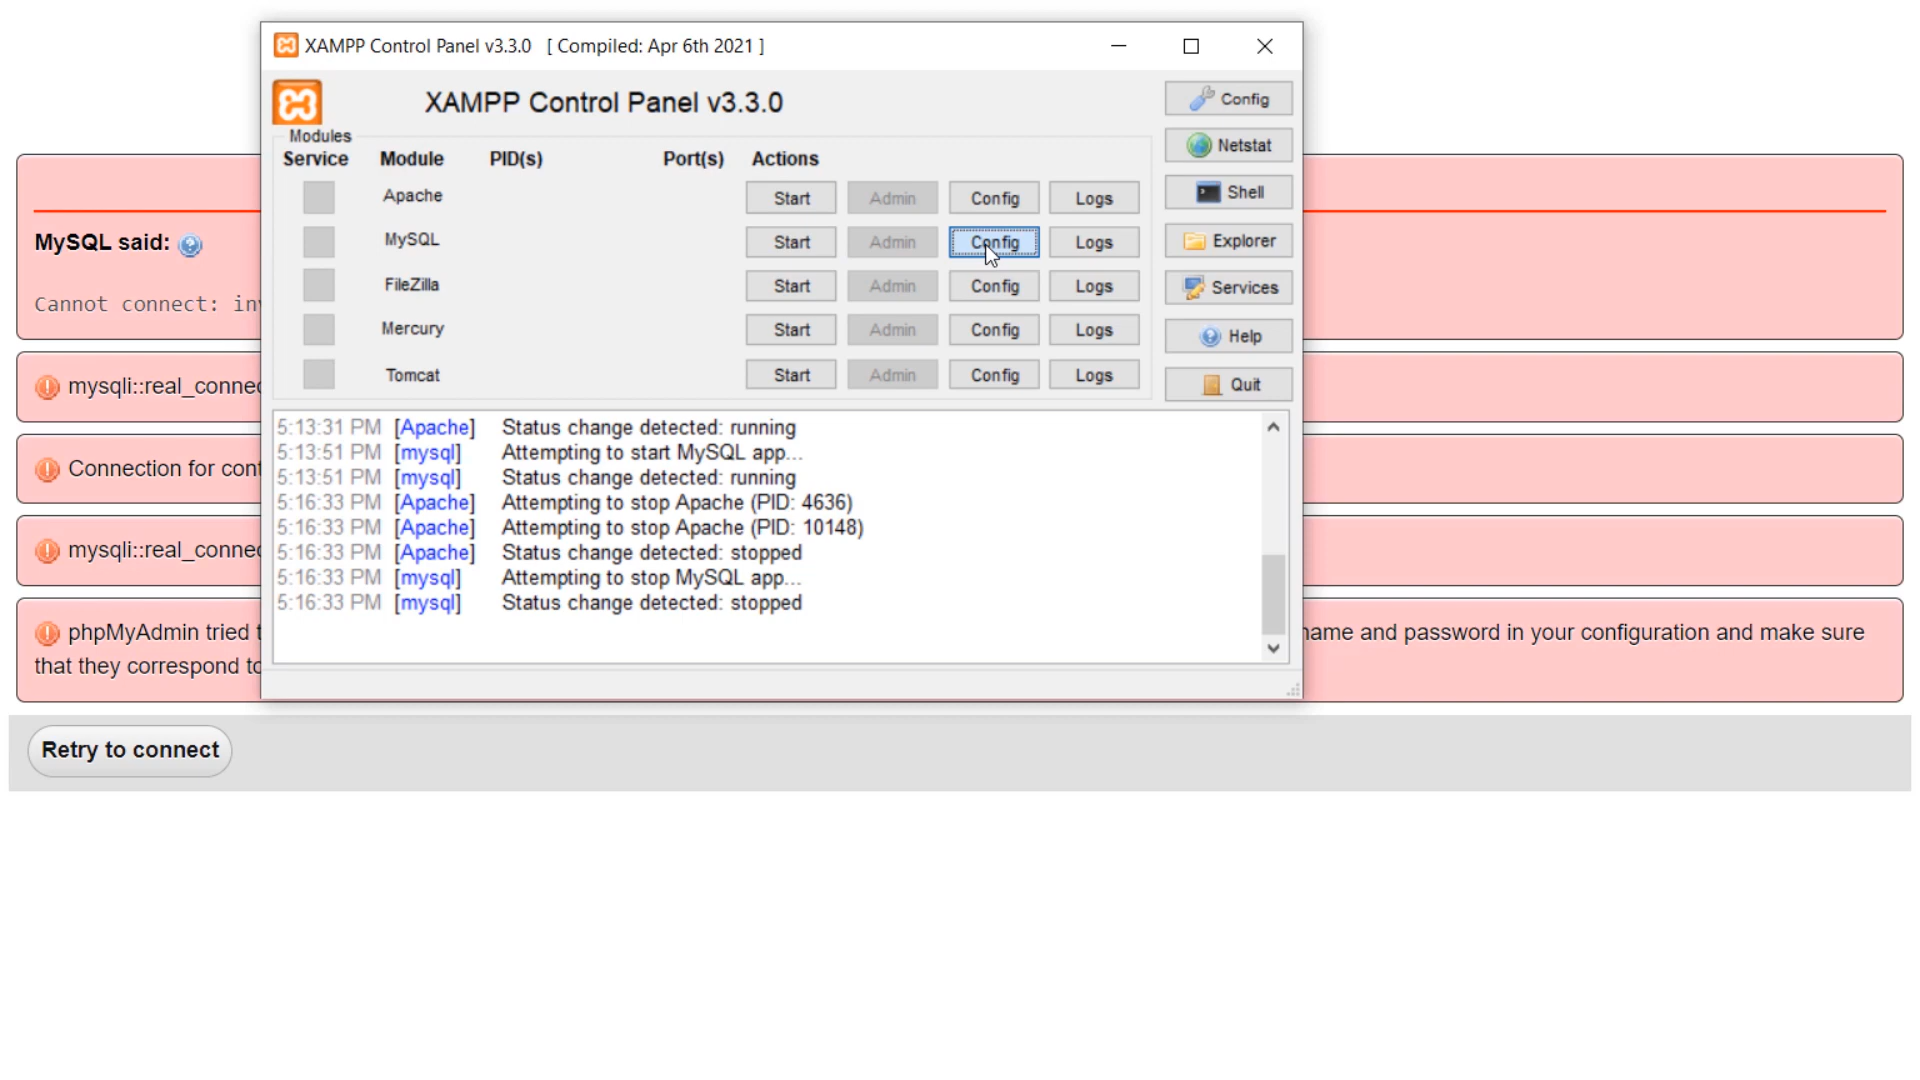 XAMPP Control Panel v3.3.0 [ Compiled: Apr 6th 2021 ]
XAMPP Control Panel v3.3.0
Config
Modules
Service Module PID(s) Port(s) Actions
Netstat
Apache Start Admin Config Logs
Shell
MySQL Start Admin Config Logs
Explorer
FileZilla Start Admin Config Logs
Services
Mercury Start Admin Config Logs
Help
Tomcat Start Admin Config Logs
Quit
5:13:31 PM [Apache] Status change detected: running
5:13:51 PM [mysql] Attempting to start MySQL app...
5:13:51 PM [mysql] Status change detected: running
5:16:33 PM [Apache] Attempting to stop Apache (PID: 4636)
5:16:33 PM [Apache] Attempting to stop Apache (PID: 10148)
5:16:33 PM [Apache] Status change detected: stopped
5:16:33 PM [mysql] Attempting to stop MySQL app...
5:16:33 PM [mysql] Status change detected: stopped
MySQL said:
Cannot connect:
mysqli::real_connec
Connection for
mysqli::real_connec
phpMyAdmin tried name and password in your configuration and make sure
that they correspond
Retry to connect